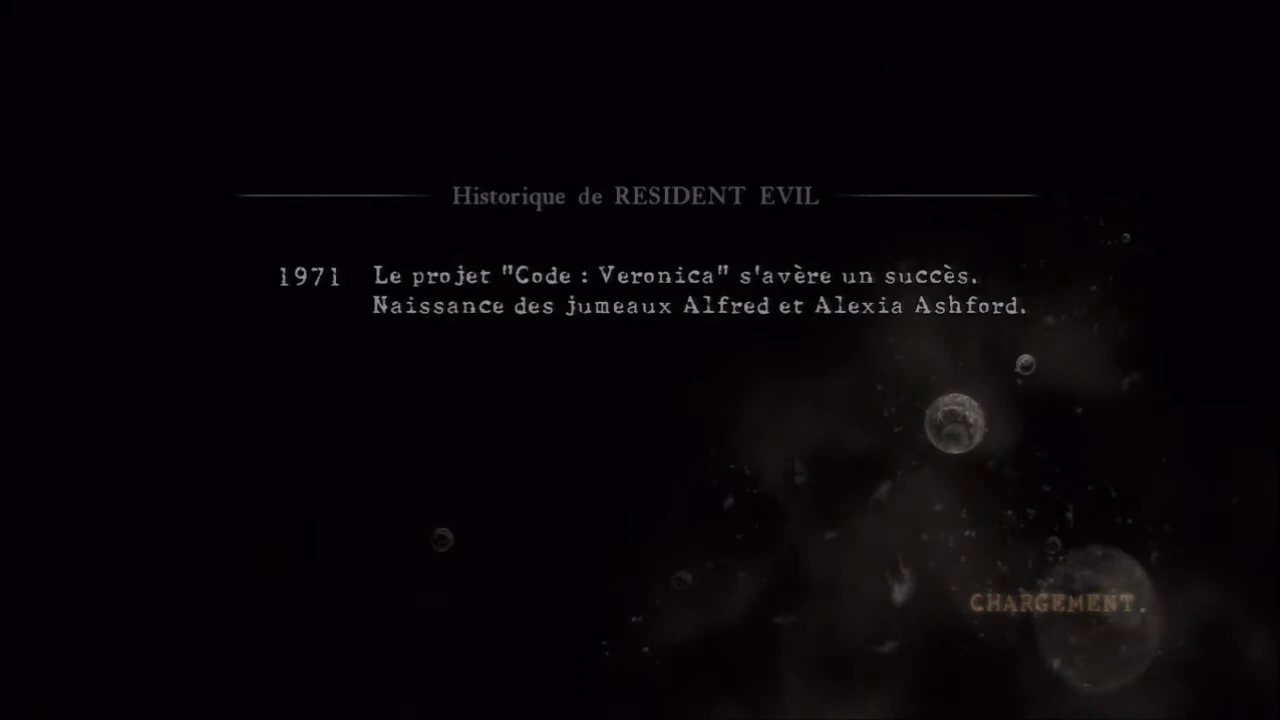 Historique de RESIDENT EVIL
1971 Le projet "Code : Veronica" s'avère un succès.
Naissance des jumeaux Alfred et Alexia Ashford.
CHARGEMENT.